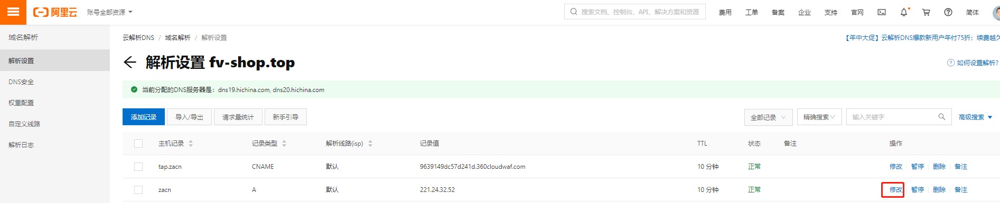 阿里云 账号全部资源 搜索文档、控制台、API、解决方案和资源 费用 工单 备案 企业 支持 官网 简体
域名解析
解析设置
DNS安全
权重配置
自定义线路
解析日志
云解析DNS / 域名解析 / 解析设置
【年中大促】云解析DNS爆款新用户年付75折；续费越久
解析设置 fv-shop.top
如何设置解析?
当前分配的DNS服务器是：dns19.hichina.com, dns20.hichina.com
添加记录 导入/导出 请求量统计 新手引导 全部记录 精确搜索 输入关键字 高级搜索
主机记录 记录类型 解析线路(isp) 记录值 TTL 状态 备注 操作
tap.zacn CNAME 默认 9639149dc57d241d.360cloudwaf.com 10 分钟 正常 修改 暂停 删除 备注
zacn A 默认 221.24.32.52 10 分钟 正常 修改 暂停 删除 备注